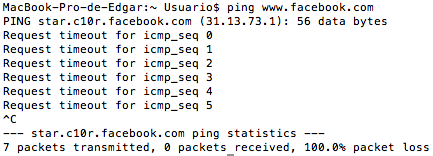 MacBook-Pro-de-Edgar:~ Usuario$ ping www.facebook.com
PING star.c10r.facebook.com (31.13.73.1): 56 data bytes
Request timeout for icmp_seq 0
Request timeout for icmp_seq 1
Request timeout for icmp_seq 2
Request timeout for icmp_seq 3
Request timeout for icmp_seq 4
Request timeout for icmp_seq 5
^C
--- star.c10r.facebook.com ping statistics ---
7 packets transmitted, 0 packets received, 100.0% packet loss